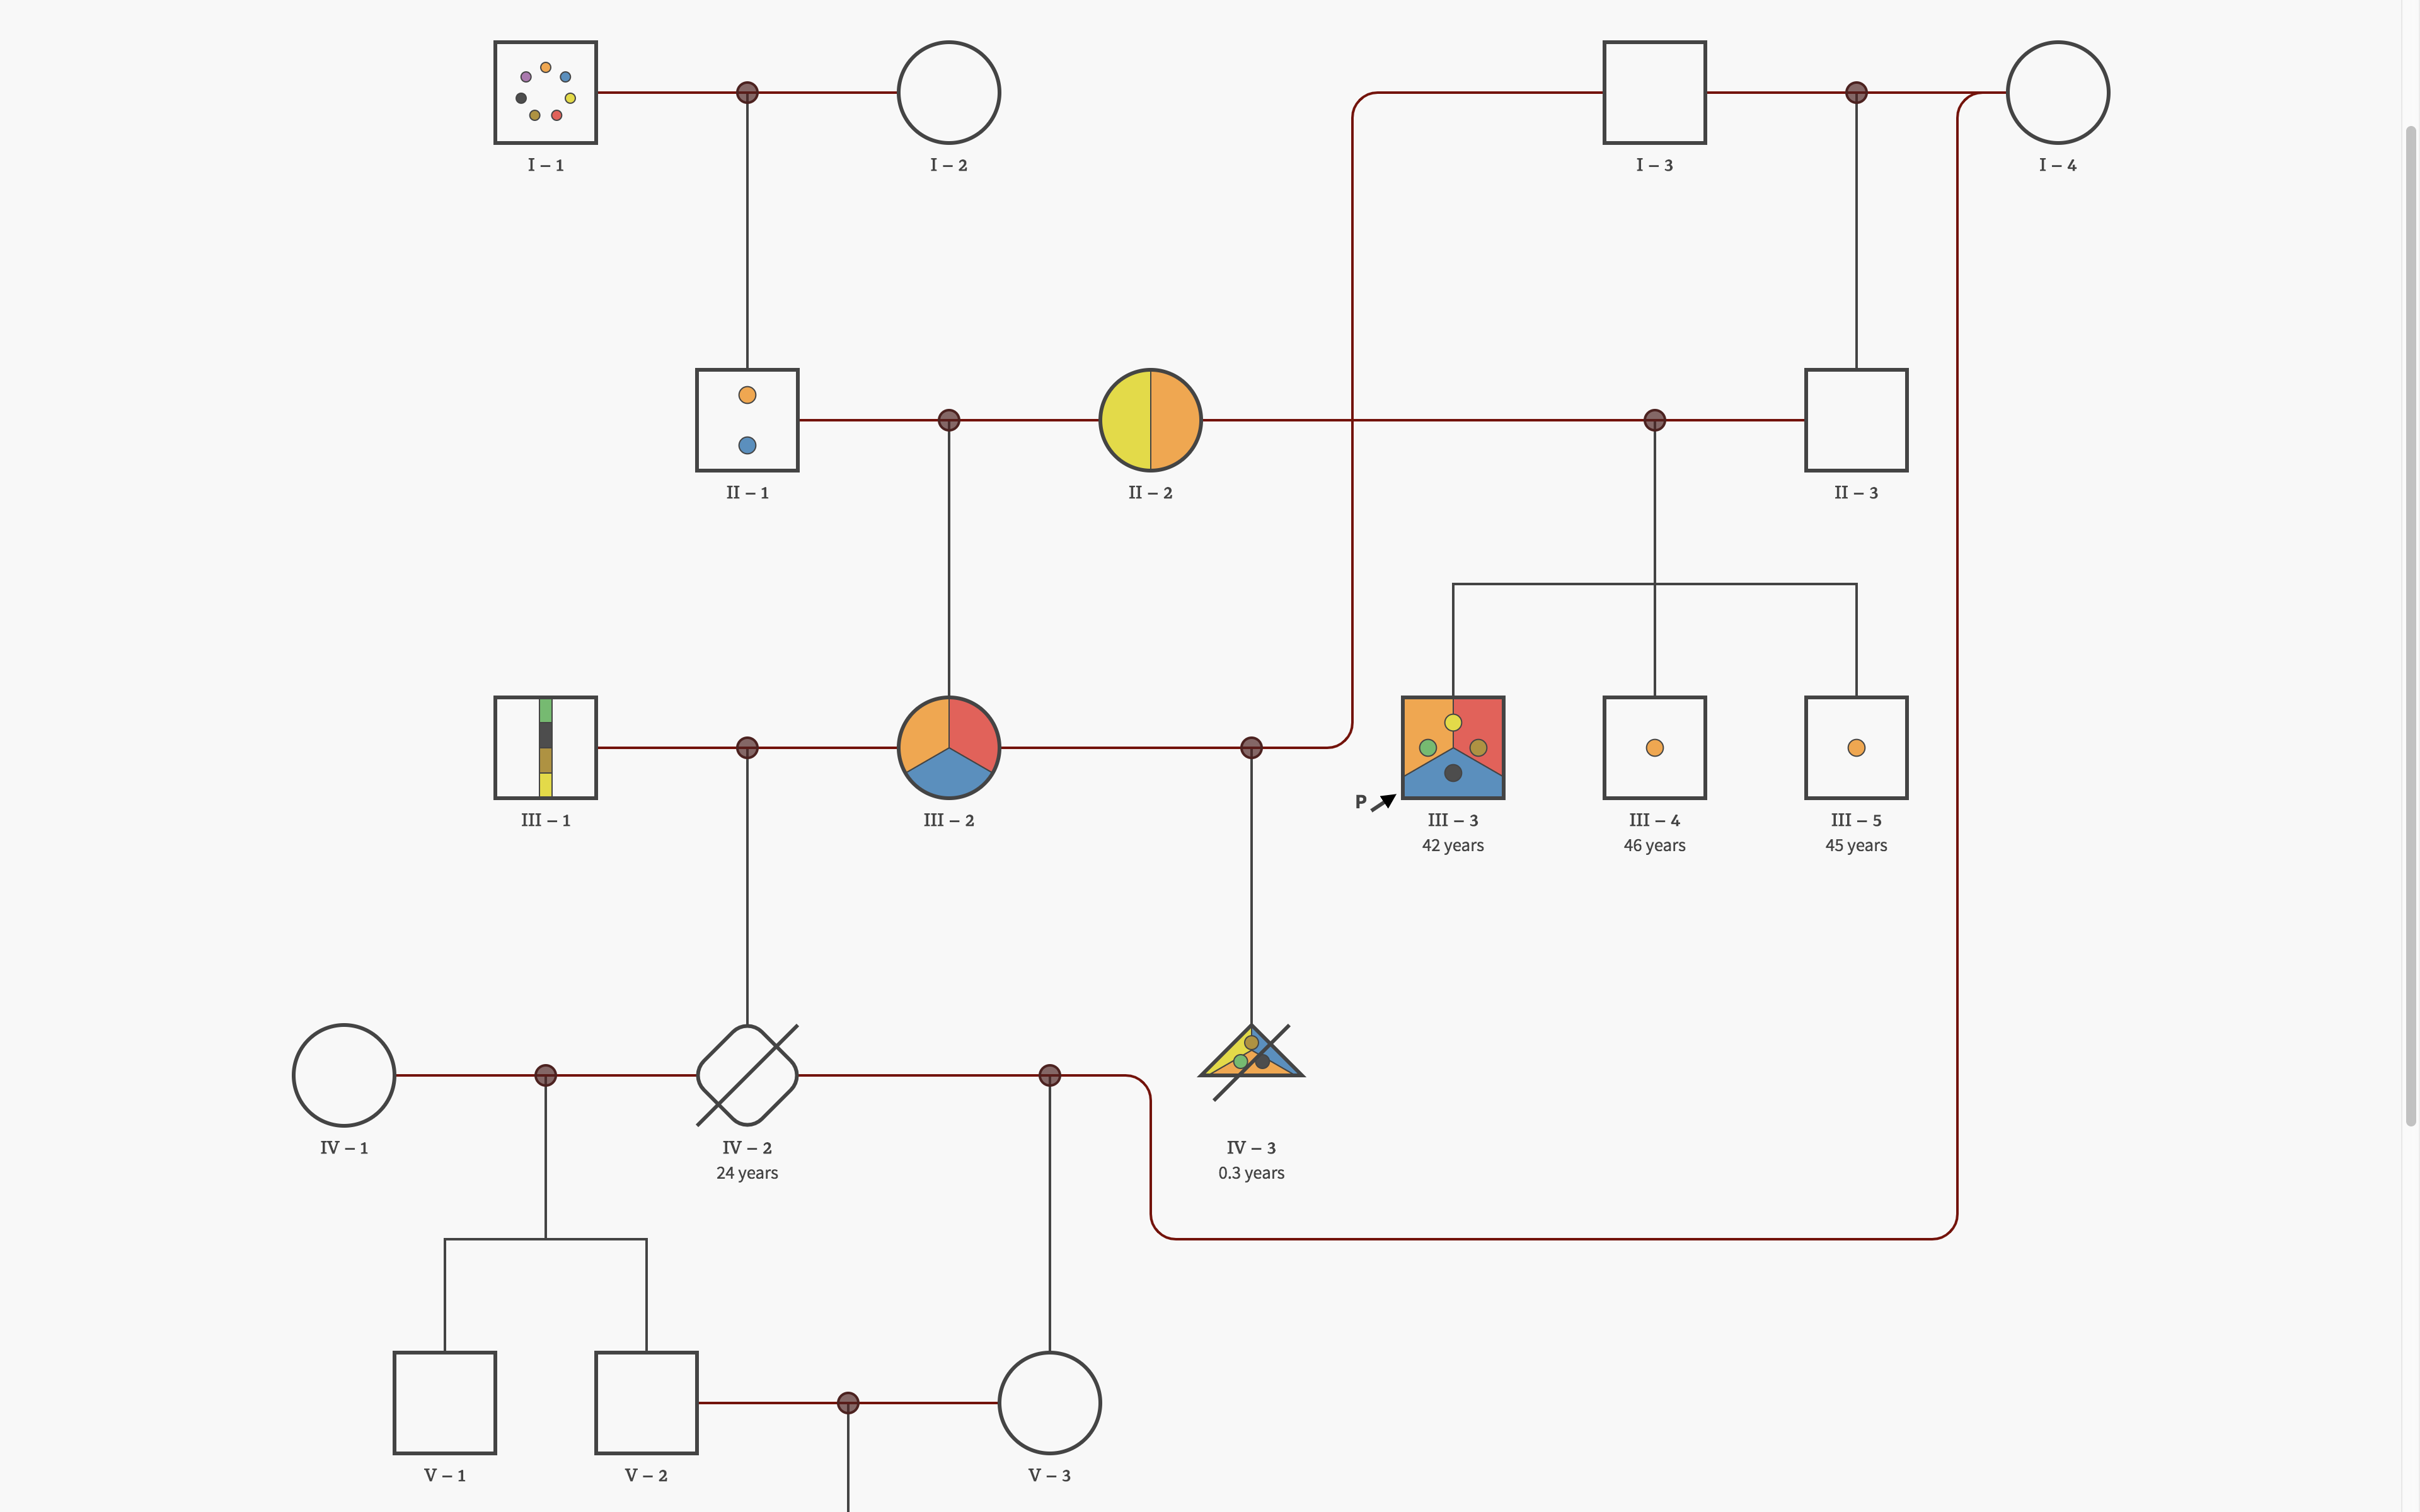 I – 1
I – 2
I – 3
I – 4
II – 1
II – 2
II – 3
III – 1
III – 2
P
III – 3
42 years
III – 4
46 years
III – 5
45 years
IV – 1
IV – 2
24 years
IV – 3
0.3 years
V – 1
V – 2
V – 3